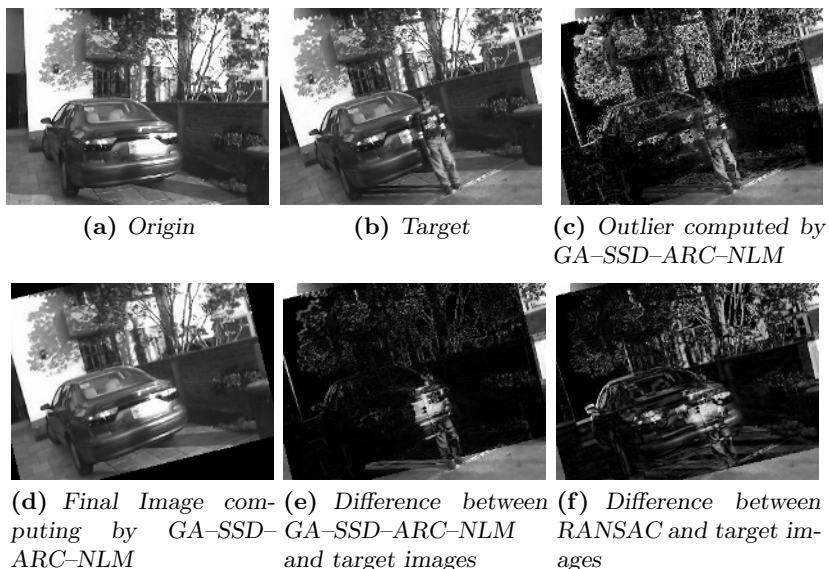 (a) Origin
(b) Target
(c) Outlier computed by
GA–SSD–ARC–NLM
(d) Final Image com-
puting by GA–SSD–
ARC–NLM
(e) Difference between
GA–SSD–ARC–NLM
and target images
(f) Difference between
RANSAC and target im-
ages